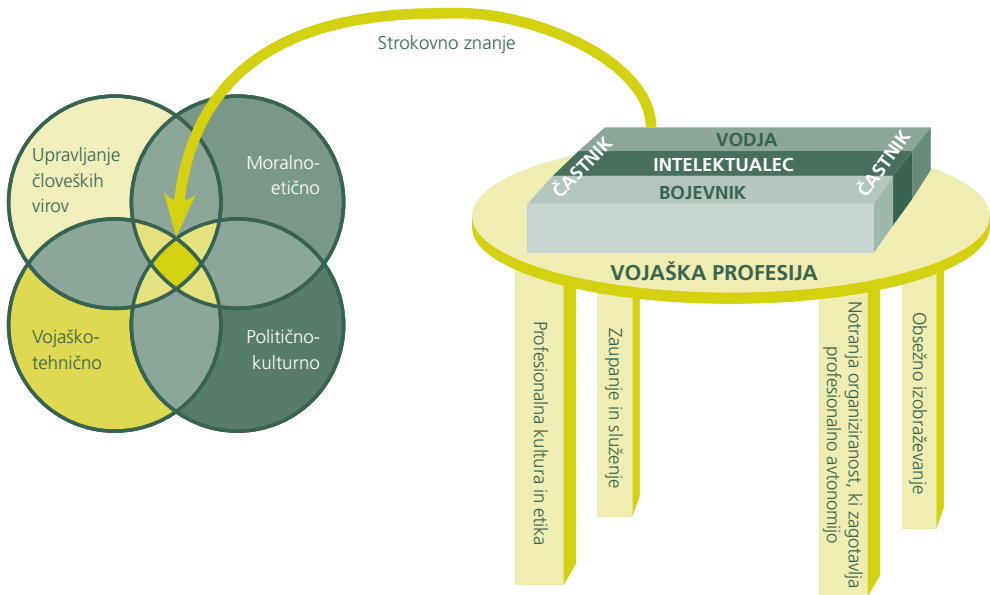 Strokovno znanje
Upravljanje
človeških
virov
Moralno-
etično
Vojaško-
tehnično
Politično-
kulturno
VODJA
INTELEKTUALEC
BOJEVNIK
ČASTNIK
ČASTNIK
VOJAŠKA PROFESIJA
Profesionalna kultura in etika
Zaupanje in služenje
Notranja organiziranost, ki zagotavlja
profesionalno avtonomijo
Obsežno izobraževanje